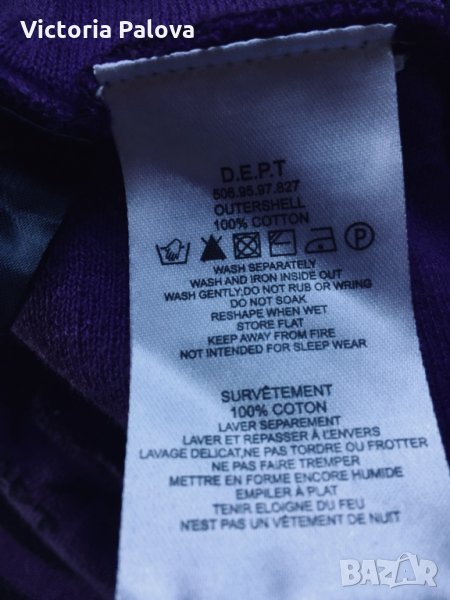 Victoria Palova
D.E.P.T
606.95.97.827
OUTERSHELL
100% COTTON
P
WASH SEPARATELY
WASH AND IRON INSIDE OUT
WASH GENTLY;DO NOT RUB OR WRING
DO NOT SOAK
RESHAPE WHEN WET
STORE FLAT
KEEP AWAY FROM FIRE
NOT INTENDED FOR SLEEP WEAR
SURVÊTEMENT
100% COTON
LAVER SEPAREMENT
LAVER ET REPASSER À L'ENVERS
LAVAGE DELICAT,NE PAS TORDRE OU FROTTER
NE PAS FAIRE TREMPER
METTRE EN FORME ENCORE HUMIDE
EMPILER À PLAT
TENIR ELOIGNE DU FEU
N'EST PAS UN VÊTEMENT DE NUIT
BAZAR.BG